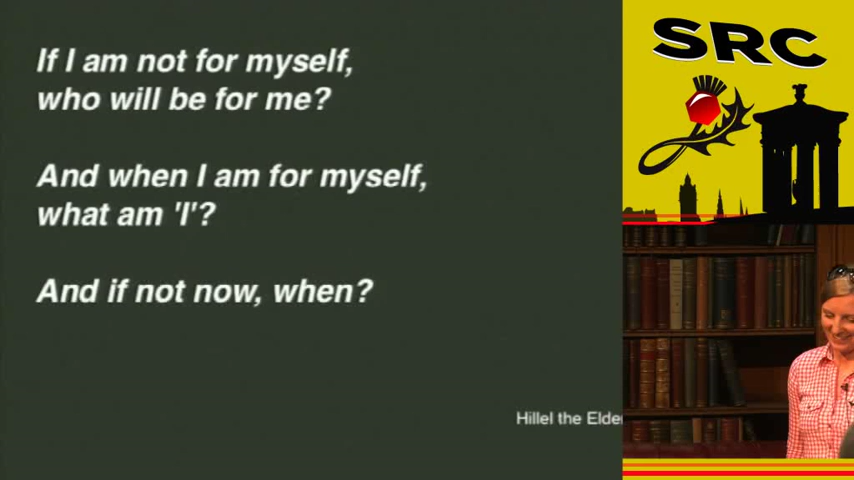 If I am not for myself,
who will be for me?
And when I am for myself,
what am 'I'?
And if not now, when?
Hillel the Elder
SRC